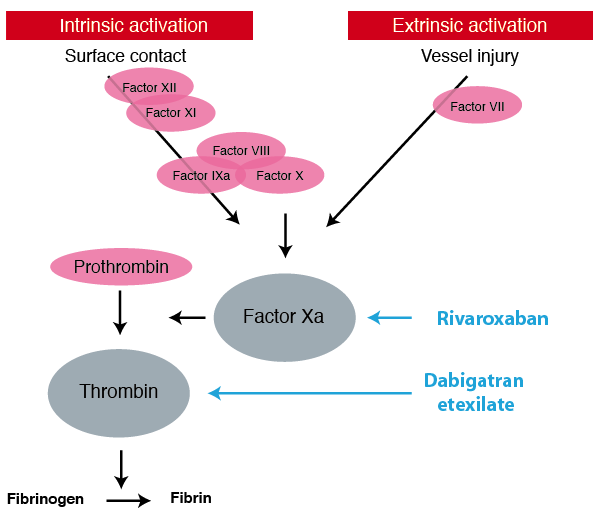 Intrinsic activation
Extrinsic activation
Surface contact
Vessel injury
Factor XII
Factor XI
Factor VII
Factor VIII
Factor IXa
Factor X
Prothrombin
Factor Xa
Rivaroxaban
Thrombin
Dabigatran
etexilate
Fibrinogen
Fibrin